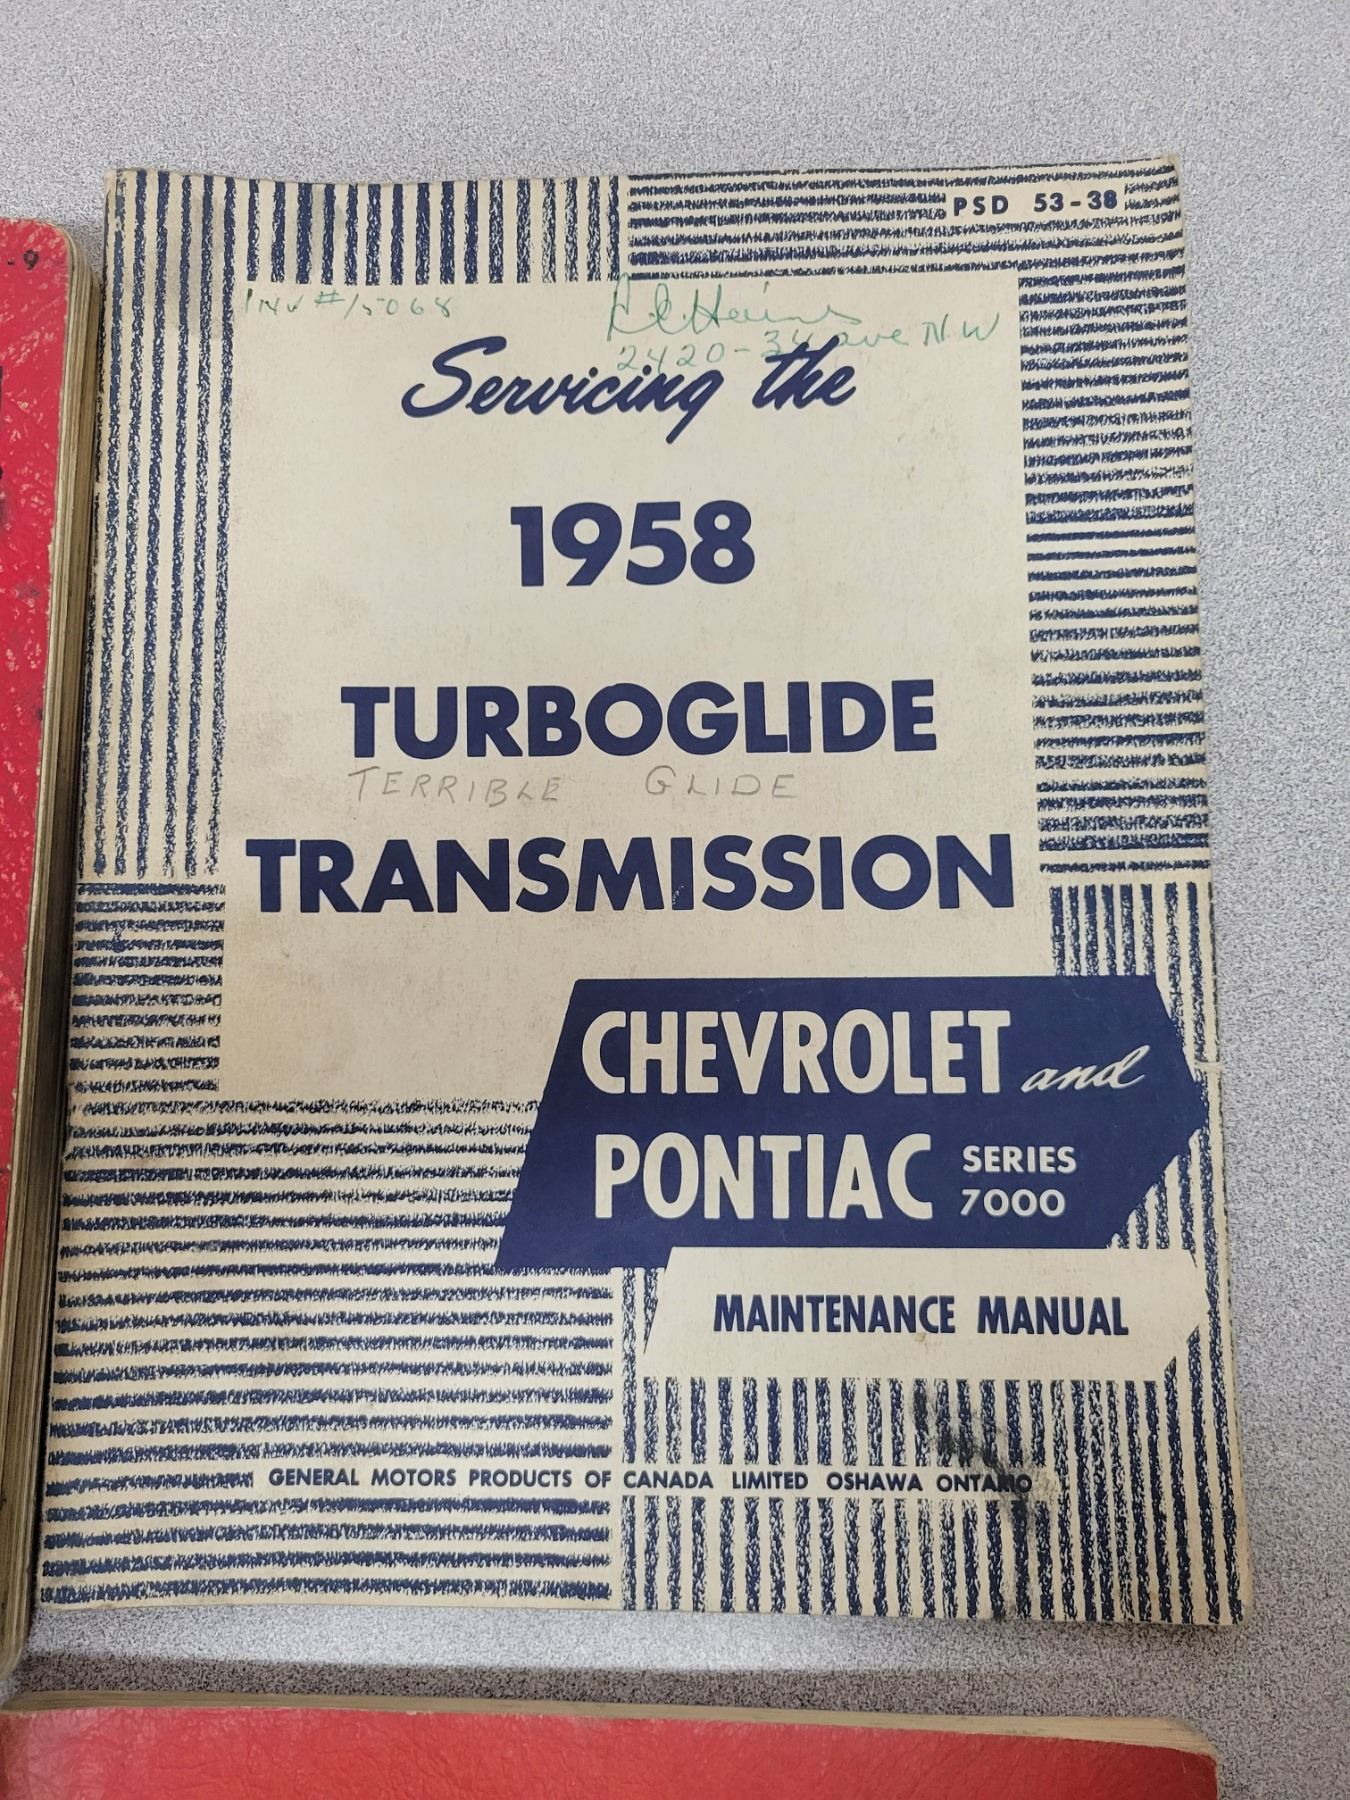 - 9
PSD 53-38
Inv # 15068
2420-34 ave N.W
Servicing the
1958
TURBOGLIDE
TERRIBLE GLIDE
TRANSMISSION
CHEVROLET and
PONTIAC SERIES
7000
MAINTENANCE MANUAL
GENERAL MOTORS PRODUCTS OF CANADA LIMITED OSHAWA ONTARIO